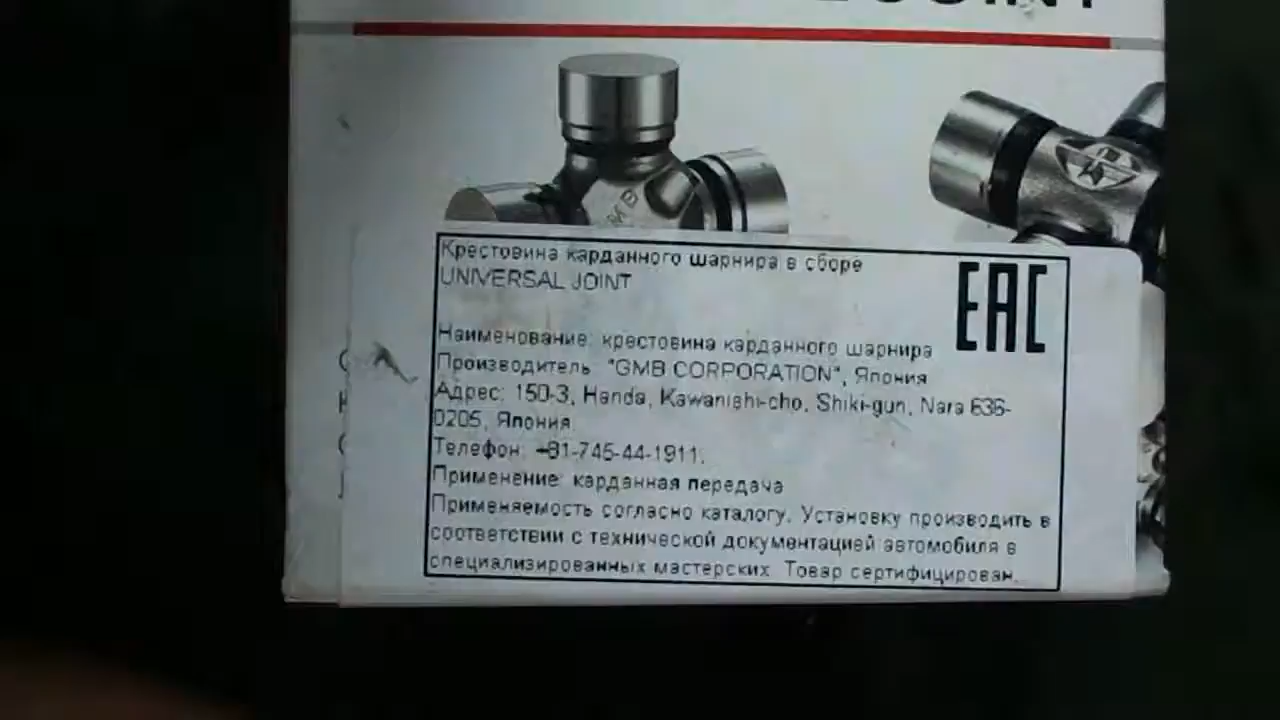 Крестовина карданного шарнира в сборе
UNIVERSAL JOINT
EAC
Наименование: крестовина карданного шарнира
Производитель "GMB CORPORATION", Япония
Адрес: 150-3, Handa, Kawanishi-cho, Shiki-gun, Nara 636-
0205, Япония
Телефон: +81-745-44-1911.
Применение: карданная передача
Применяемость согласно каталогу. Установку производить в
соответствии с технической документацией автомобиля в
специализированных мастерских. Товар сертифицирован.